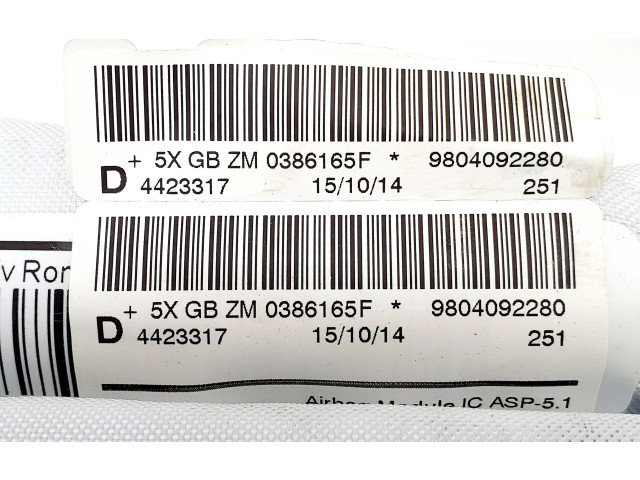 + 5X GB ZM 0386165F * 9804092280
D 4423317 15/10/14 251
v Ror
+ 5X GB ZM 0386165F * 9804092280
D 4423317 15/10/14 251
Airbag Module IC ASP-5.1